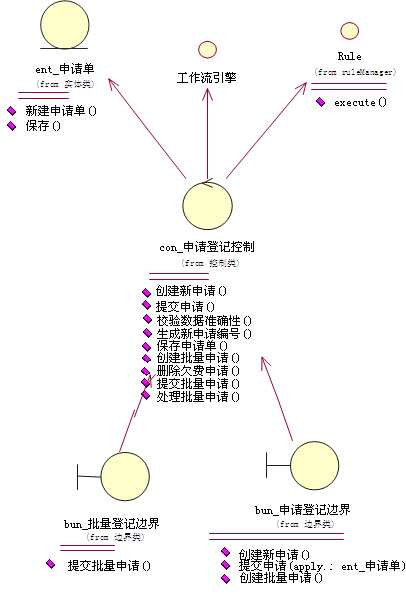 ent_申请单
(from 实体类)
新建申请单()
保存()
工作流引擎
Rule
(from ruleManager)
execute()
con_申请登记控制
(from 控制类)
创建新申请()
提交申请()
校验数据准确性()
生成新申请编号()
保存申请单()
创建批量申请()
删除欠费申请()
提交批量申请()
处理批量申请()
bun_批量登记边界
(from 边界类)
提交批量申请()
bun_申请登记边界
(from 边界类)
创建新申请()
提交申请(apply.: ent_申请单)
创建批量申请()